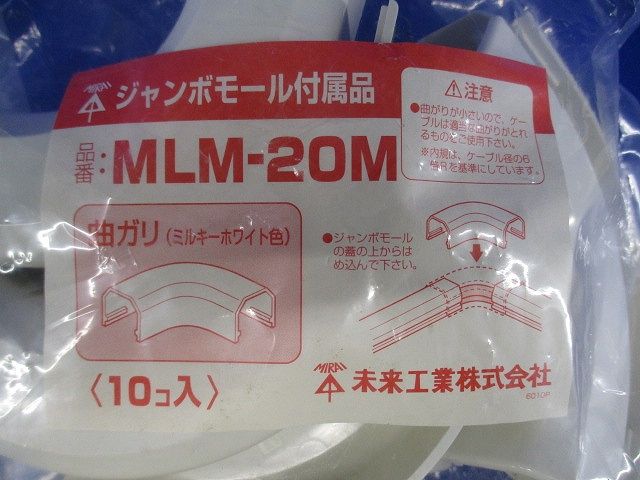 MIRAI ジャンボモール付属品
品番: MLM-20M
⚠注意
●曲がりが小さいので、ケー
ブルは適当な曲がりがとれ
るものをご使用下さい。
※内規は、ケーブル径の6
倍Rを基準にしています。
曲ガリ（ミルキーホワイト色）
●ジャンボモール
の蓋の上からは
め込んで下さい。
〈10コ入〉
MIRAI 未来工業株式会社
6010P